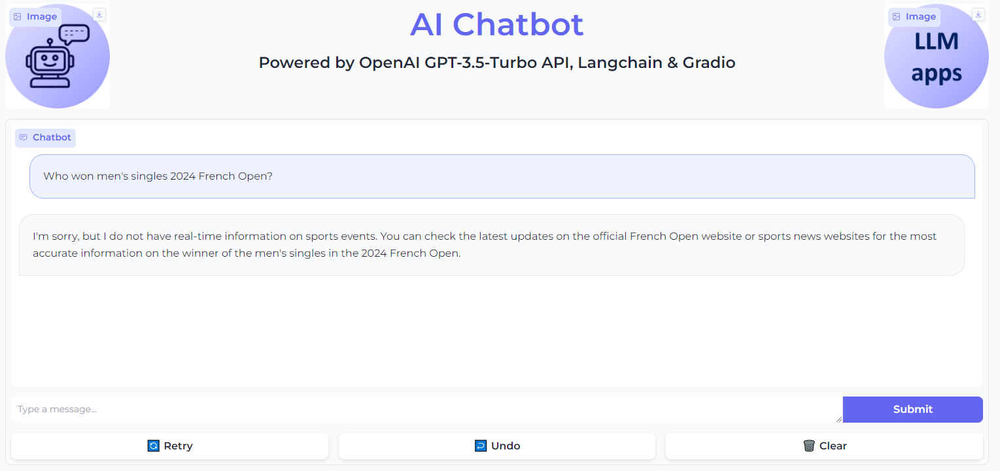 Image
AI Chatbot
Image
LLM
apps
Powered by OpenAI GPT-3.5-Turbo API, Langchain & Gradio
Chatbot
Who won men's singles 2024 French Open?
I'm sorry, but I do not have real-time information on sports events. You can check the latest updates on the official French Open website or sports news websites for the most
accurate information on the winner of the men's singles in the 2024 French Open.
Type a message...
Submit
Retry
Undo
Clear